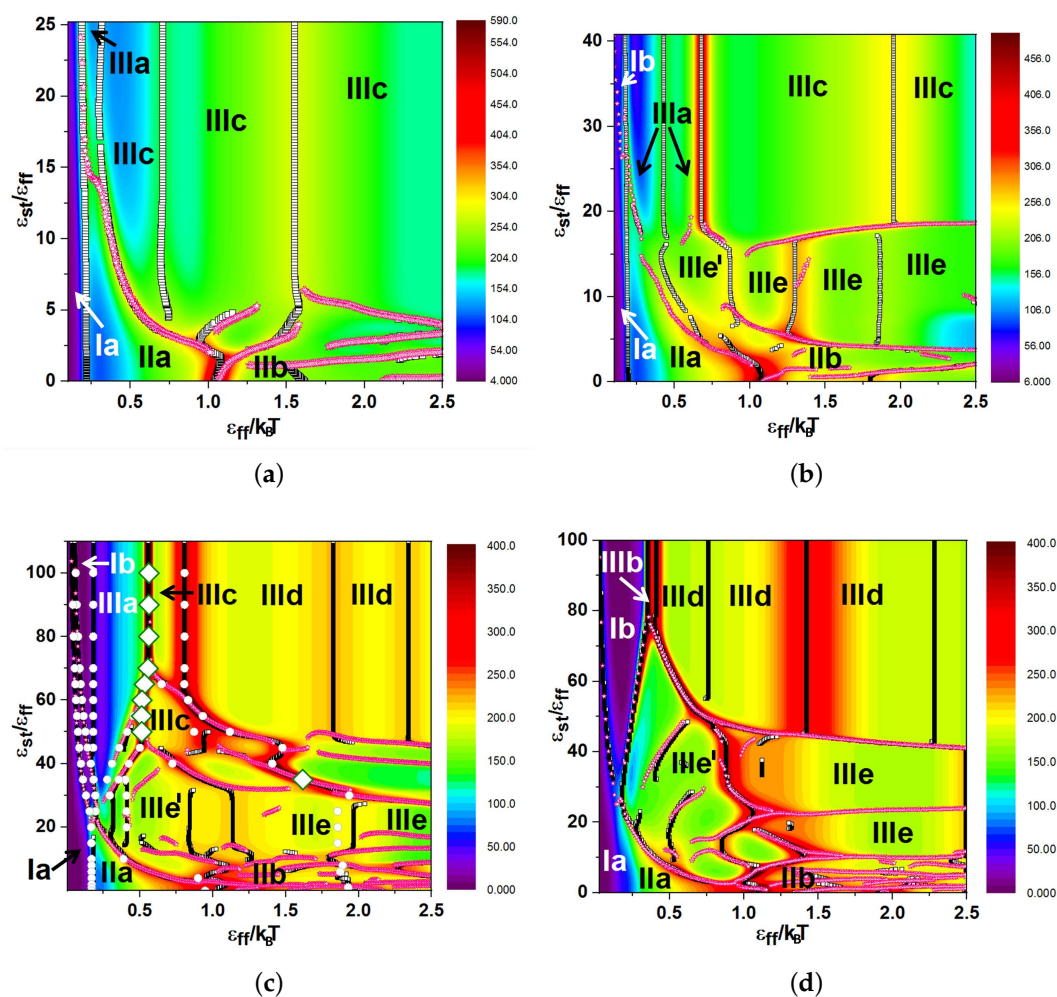 25
20
15
10
5
0
εst/εff
0.5
1.0
1.5
2.0
2.5
εff/kBT
IIIa
IIIc
IIIc
IIIc
Ia
IIa
IIb
590.0
554.0
504.0
454.0
404.0
354.0
304.0
254.0
204.0
154.0
104.0
54.00
4.000
(a)
40
30
20
10
0
εst/εff
0.5
1.0
1.5
2.0
2.5
εff/kBT
Ib
IIIa
IIIc
IIIc
IIIe'
IIIe
IIIe
IIIe
Ia
IIa
IIb
456.0
406.0
356.0
306.0
256.0
206.0
156.0
106.0
56.00
6.000
(b)
100
80
60
40
20
εst/εff
0.5
1.0
1.5
2.0
2.5
εff/kBT
Ib
IIIa
IIIc
IIId
IIId
IIIc
IIIe'
IIIe
IIIe
Ia
IIa
IIb
400.0
350.0
300.0
250.0
200.0
150.0
100.0
50.00
0.000
(c)
100
80
60
40
20
0
εst/εff
0.5
1.0
1.5
2.0
2.5
εff/kBT
IIIb
IIId
IIId
IIId
Ib
IIIe'
IIIe
IIIe
Ia
IIa
IIb
400.0
350.0
300.0
250.0
200.0
150.0
100.0
50.00
0.000
(d)